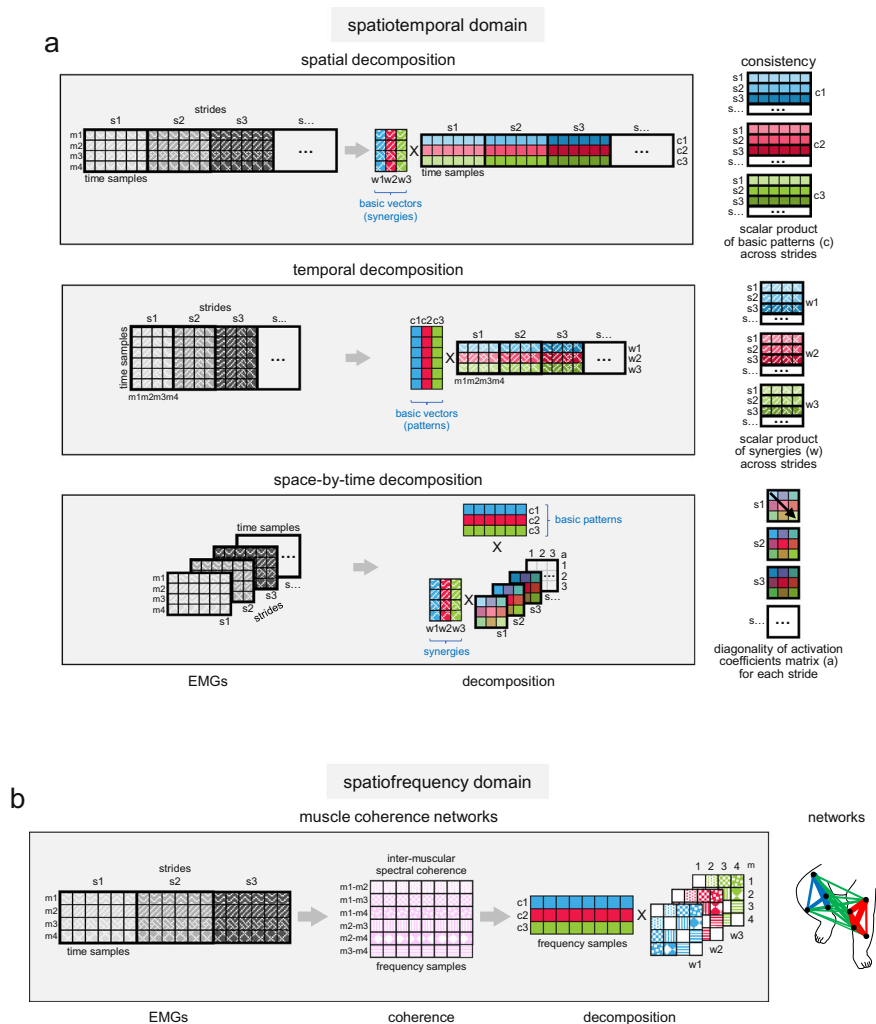 spatiotemporal domain
a
spatial decomposition
consistency
strides
s1 s2 s3 s...
m1
m2
m3
m4
time samples
X
w1 w2 w3
basic vectors
(synergies)
s1 s2 s3 s...
c1
c2
c3
time samples
...
s1
s2
s3
s...
c1
s1
s2
s3
s...
c2
s1
s2
s3
s...
c3
scalar product
of basic patterns (c)
across strides
temporal decomposition
strides
s1 s2 s3 s...
time samples
m1m2m3m4
...
c1c2c3
X
basic vectors
(patterns)
s1 s2 s3 s...
w1
w2
w3
m1m2m3m4
...
s1
s2
s3
s...
w1
s1
s2
s3
s...
w2
s1
s2
s3
s...
w3
scalar product
of synergies (w)
across strides
space-by-time decomposition
time samples
m1
m2
m3
m4
s1
s2
s3
s...
strides
c1
c2
c3
basic patterns
X
1 2 3 a
1
2
3
X
w1w2w3
synergies
s1
s2
s3
s...
s1
s2
s3
s... ...
diagonality of activation
coefficients matrix (a)
for each stride
EMGs
decomposition
spatiofrequency domain
b
muscle coherence networks
networks
strides
s1 s2 s3
m1
m2
m3
m4
time samples
inter-muscular
spectral coherence
m1-m2
m1-m3
m1-m4
m2-m3
m2-m4
m3-m4
frequency samples
c1
c2
c3
frequency samples
X
1 2 3 4 m
1
2
3
4
w1
w2
w3
EMGs
coherence
decomposition